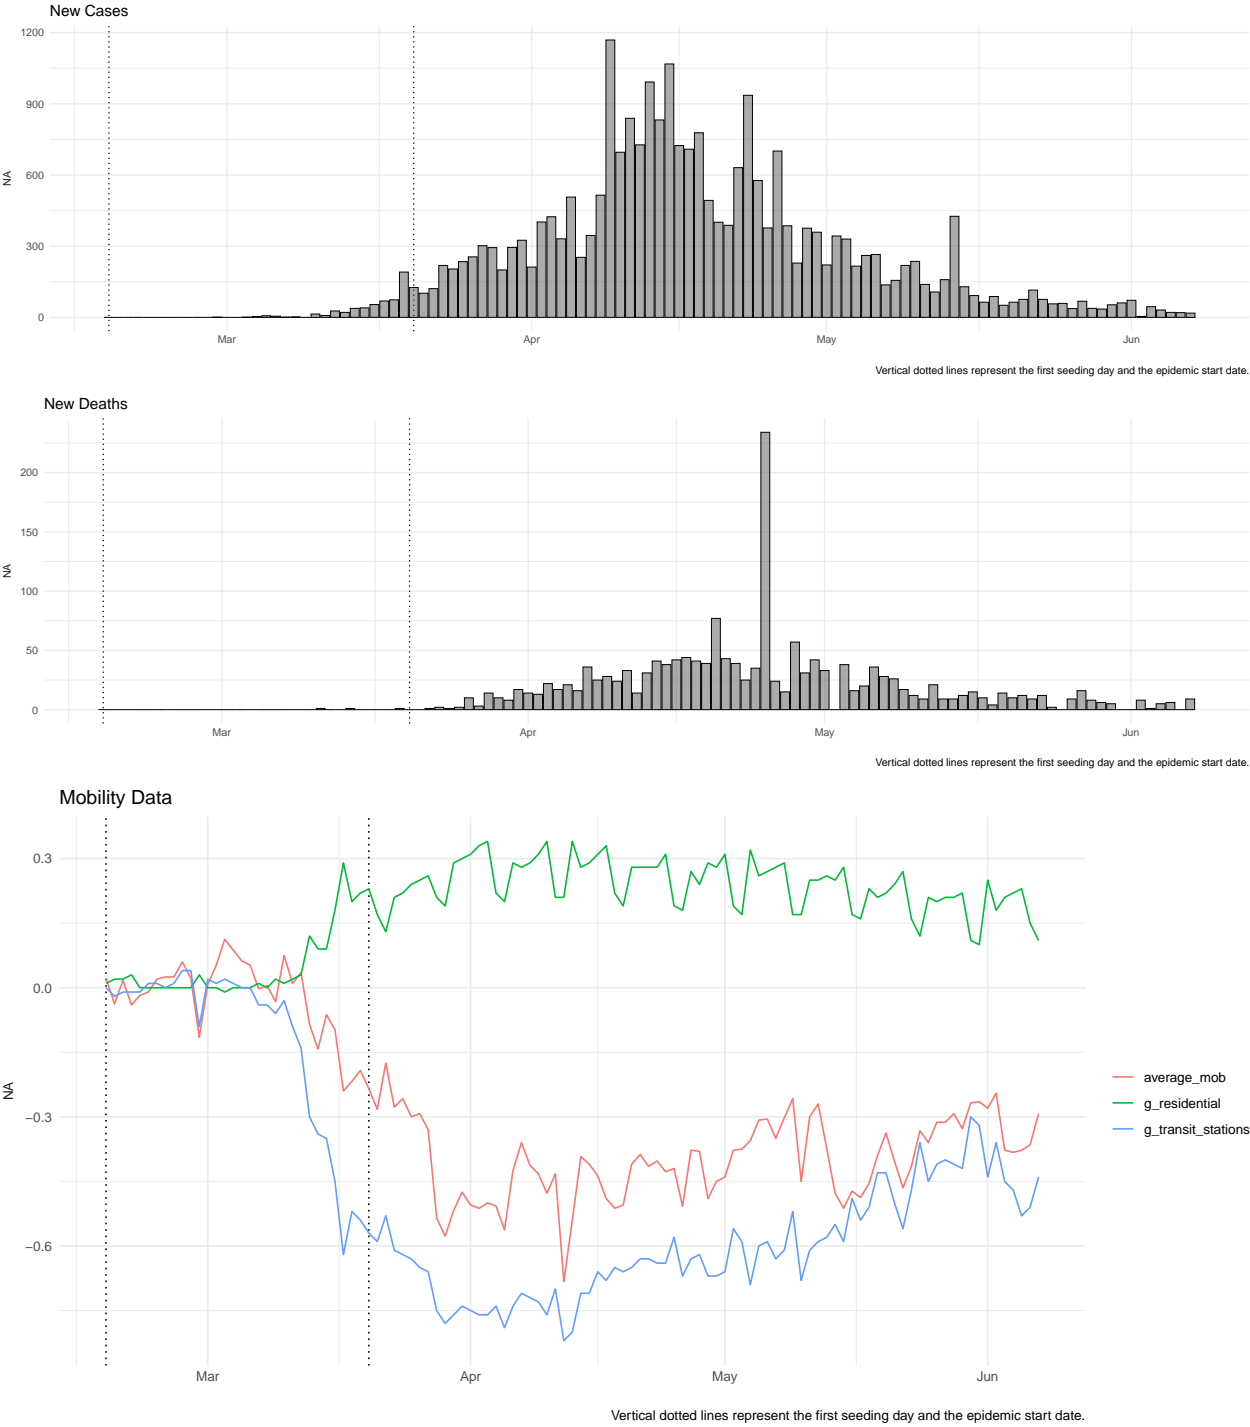 New Cases
1200
900
600
300
0
NA
Mar
Apr
May
Jun
Vertical dotted lines represent the first seeding day and the epidemic start date.
New Deaths
200
150
100
50
0
NA
Mar
Apr
May
Jun
Vertical dotted lines represent the first seeding day and the epidemic start date.
Mobility Data
0.3
0.0
−0.3
−0.6
NA
average_mob
g_residential
g_transit_stations
Mar
Apr
May
Jun
Vertical dotted lines represent the first seeding day and the epidemic start date.